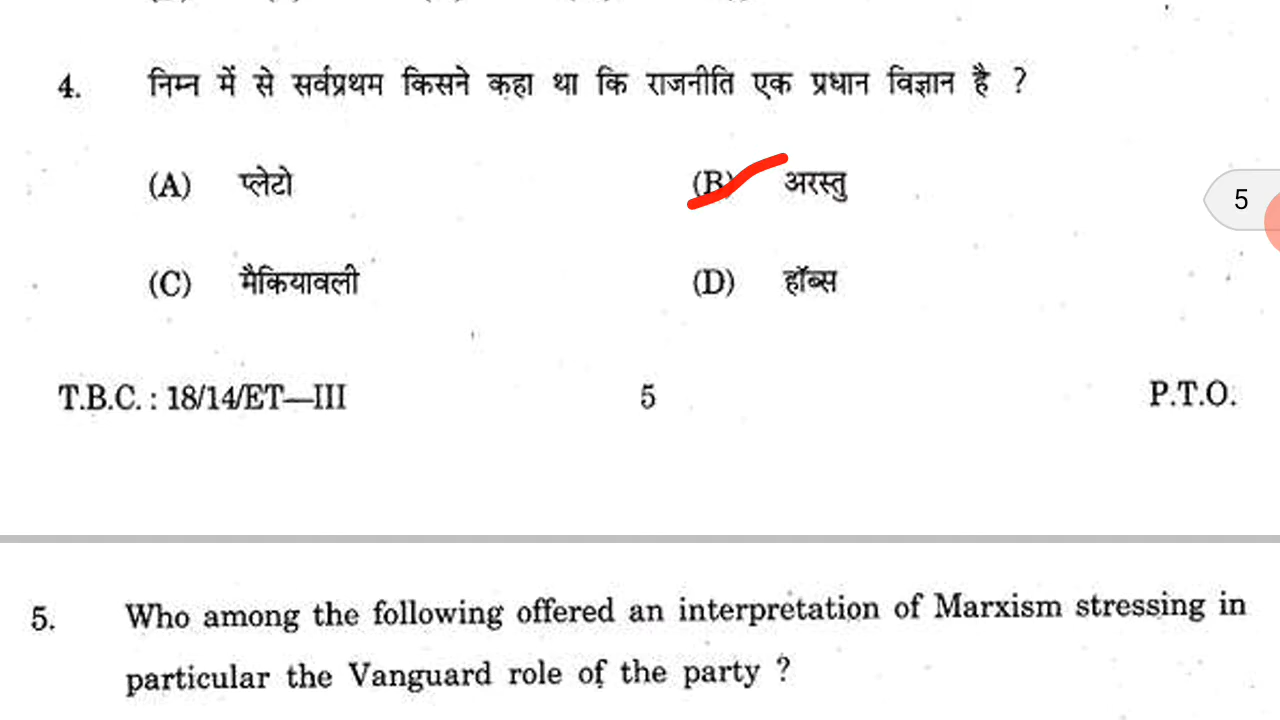 4. निम्न में से सर्वप्रथम किसने कहा था कि राजनीति एक प्रधान विज्ञान है ?
(A) प्लेटो (B) अरस्तु
(C) मैकियावली (D) हॉब्स
5
T.B.C. : 18/14/ET—III 5 P.T.O.
5. Who among the following offered an interpretation of Marxism stressing in
particular the Vanguard role of the party ?